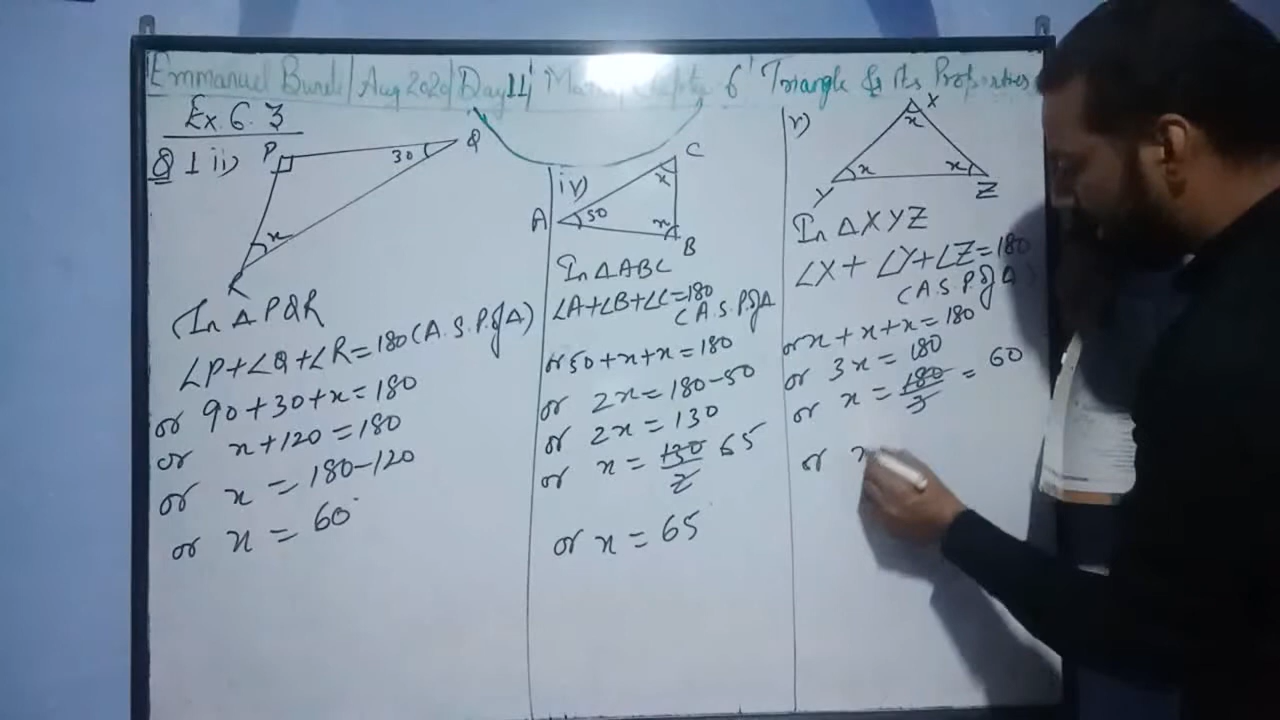 Emmanuel / Aug 2020 / Day 11 6 Triangle & Its Properties
Ex. 6.3
Q 1 ii)
P
30
Q
x
R
In Δ PQR
∠P+∠Q+∠R=180 (A.S.P.of Δ)
or 90+30+x=180
or x+120=180
or x = 180-120
or x = 60°
iv)
C
x
A
50
x
B
In Δ ABC
∠A+∠B+∠C=180
(A.S.P.of Δ
or 50+x+x=180
or 2x=180-50
or 2x=130
or x = 130/2 65
or x = 65°
v)
X
x
x
x
Y
Z
In Δ XYZ
∠X+ ∠Y+∠Z=180
(A.S.P of Δ)
or x+x+x=180
or 3x=180
or x = 180/3 = 60
or x